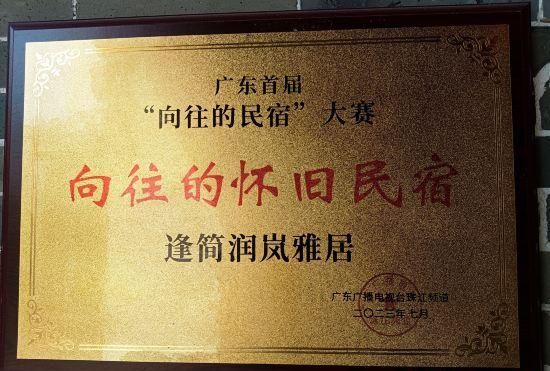 广东首届
“向往的民宿”大赛
向往的怀旧民宿
逢简润岚雅居
广东广播电视台珠江频道
二〇二三年七月